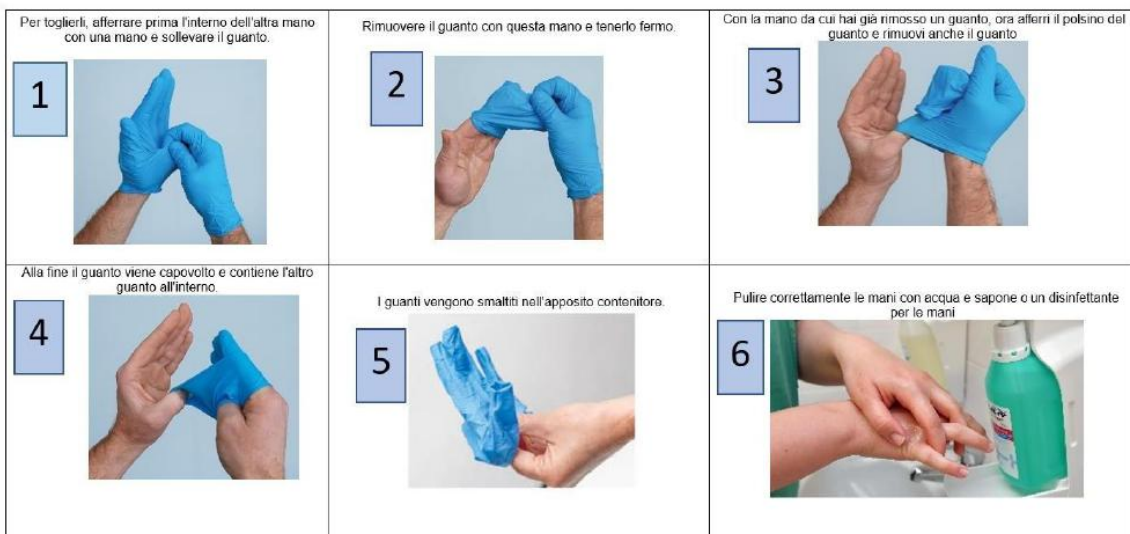 Per toglierli, afferrare prima l'interno dell'altra mano
con una mano e sollevare il guanto.
1
Rimuovere il guanto con questa mano e tenerlo fermo.
2
Con la mano da cui hai già rimosso un guanto, ora afferri il polsino del
guanto e rimuovi anche il guanto
3
Alla fine il guanto viene capovolto e contiene l'altro
guanto all'interno.
4
I guanti vengono smaltiti nell'apposito contenitore.
5
Pulire correttamente le mani con acqua e sapone o un disinfettante
per le mani
6